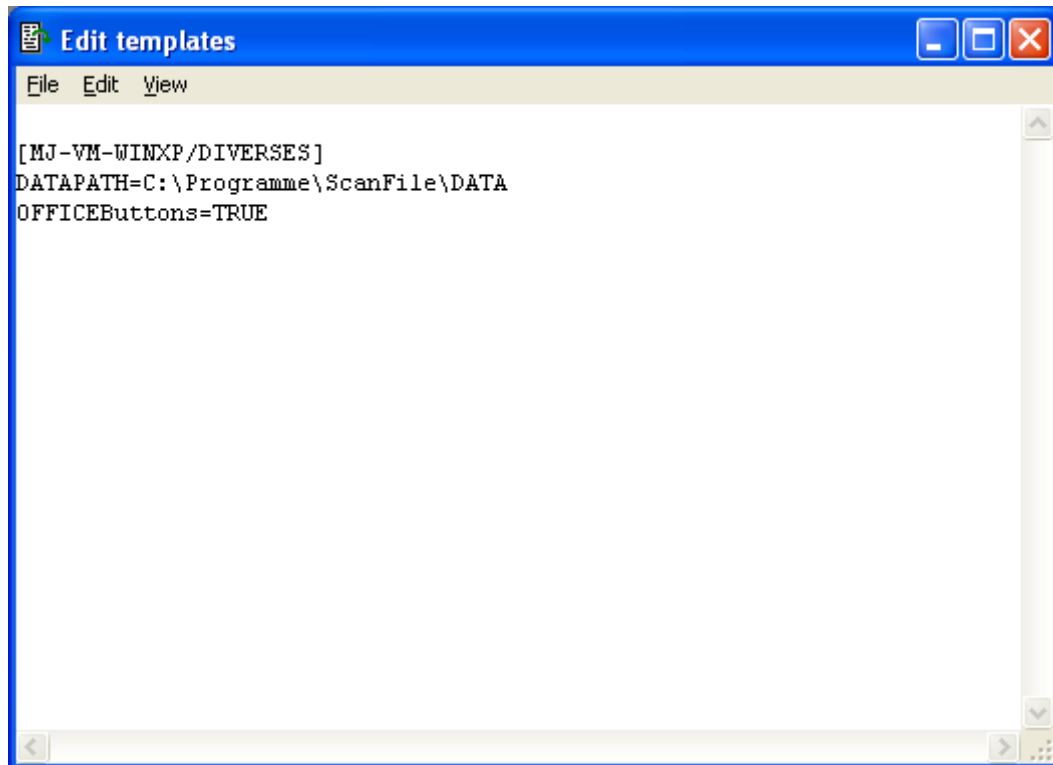 Edit templates
File Edit View
[MJ-VM-WINXP/DIVERSES]
DATAPATH=C:\Programme\ScanFile\DATA
OFFICEButtons=TRUE